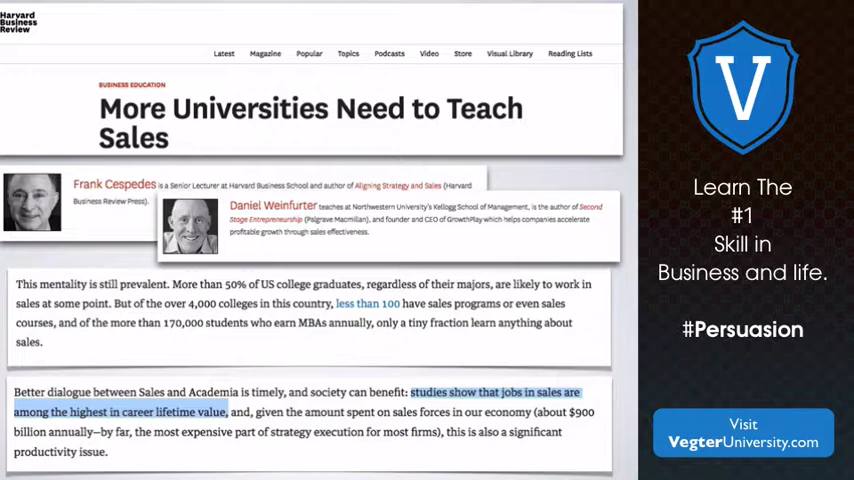 Harvard
Business
Review
Latest Magazine Popular Topics Podcasts Video Store Visual Library Reading Lists
BUSINESS EDUCATION
More Universities Need to Teach
Sales
Frank Cespedes is a Senior Lecturer at Harvard Business School and author of Aligning Strategy and Sales (Harvard
Business Review Press).
Daniel Weinfurter teaches at Northwestern University's Kellogg School of Management, is the author of Second
Stage Entrepreneurship (Palgrave Macmillan), and founder and CEO of GrowthPlay which helps companies accelerate
profitable growth through sales effectiveness.
This mentality is still prevalent. More than 50% of US college graduates, regardless of their majors, are likely to work in
sales at some point. But of the over 4,000 colleges in this country, less than 100 have sales programs or even sales
courses, and of the more than 170,000 students who earn MBAs annually, only a tiny fraction learn anything about
sales.
Better dialogue between Sales and Academia is timely, and society can benefit: studies show that jobs in sales are
among the highest in career lifetime value, and, given the amount spent on sales forces in our economy (about $900
billion annually—by far, the most expensive part of strategy execution for most firms), this is also a significant
productivity issue.
V
Learn The
#1
Skill in
Business and life.
#Persuasion
Visit
VegterUniversity.com